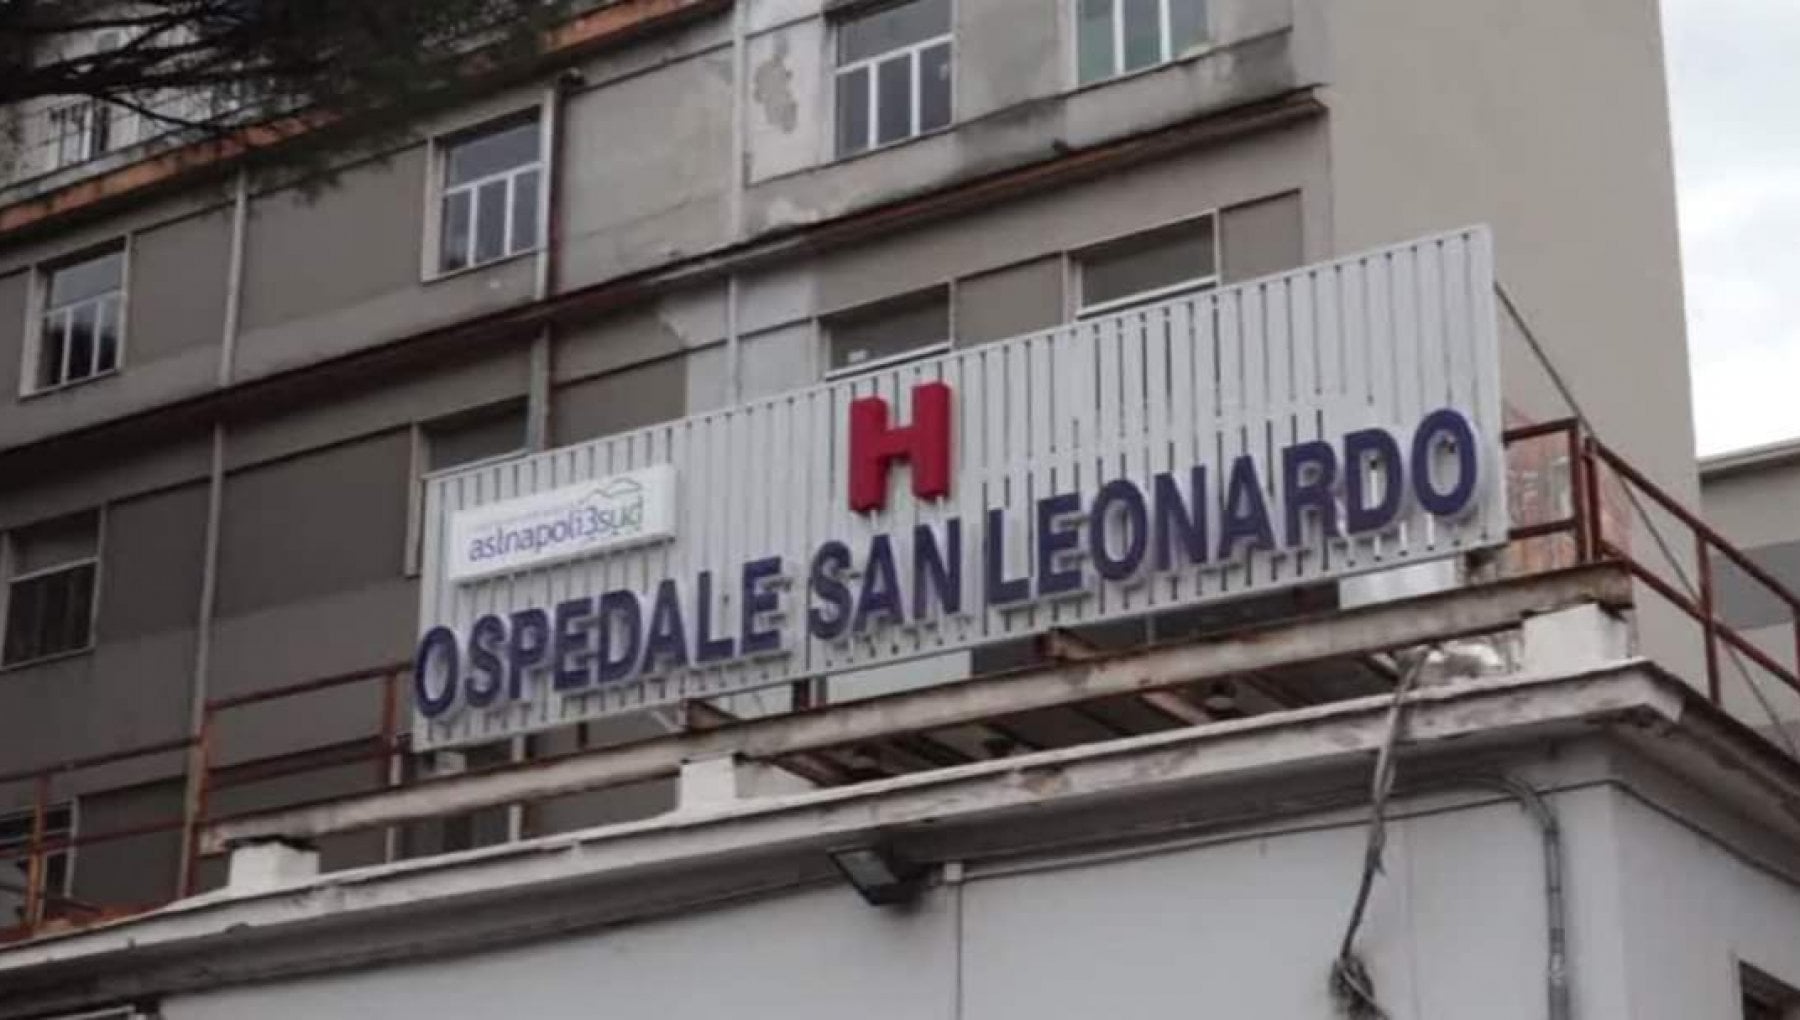 H
aslnapoli3sud
OSPEDALE SAN LEONARDO